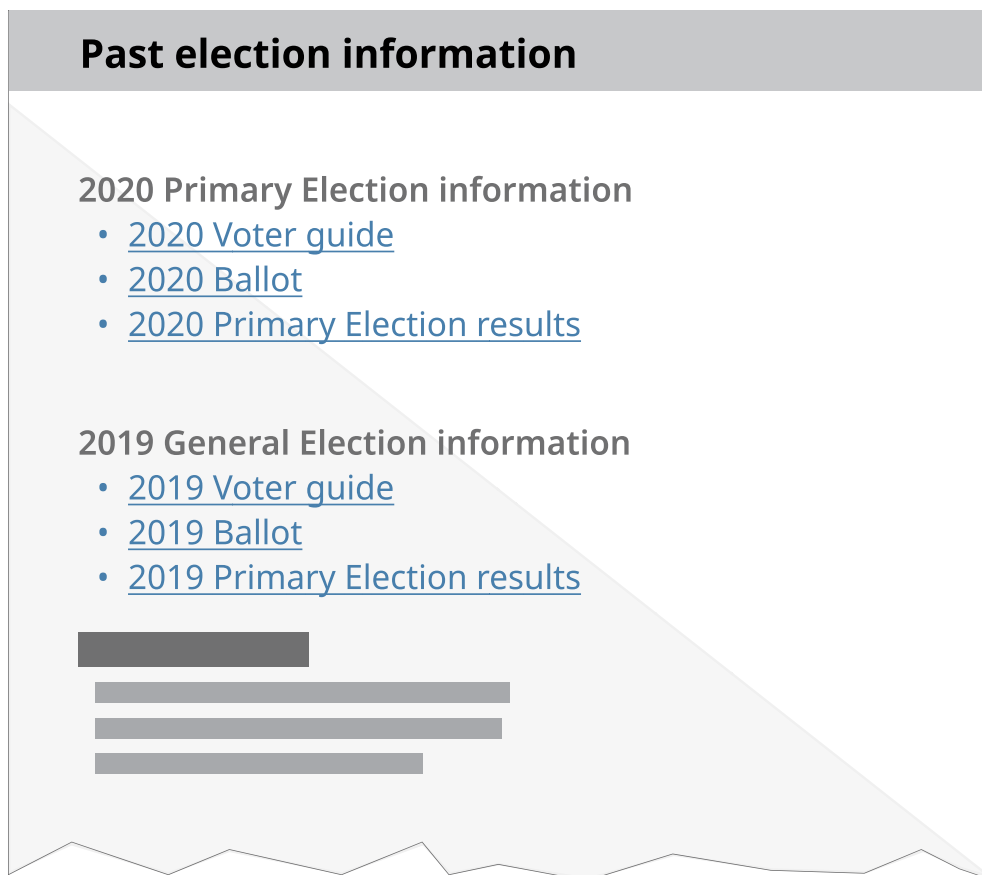 Past election information
2020 Primary Election information
• 2020 Voter guide
• 2020 Ballot
• 2020 Primary Election results
2019 General Election information
• 2019 Voter guide
• 2019 Ballot
• 2019 Primary Election results